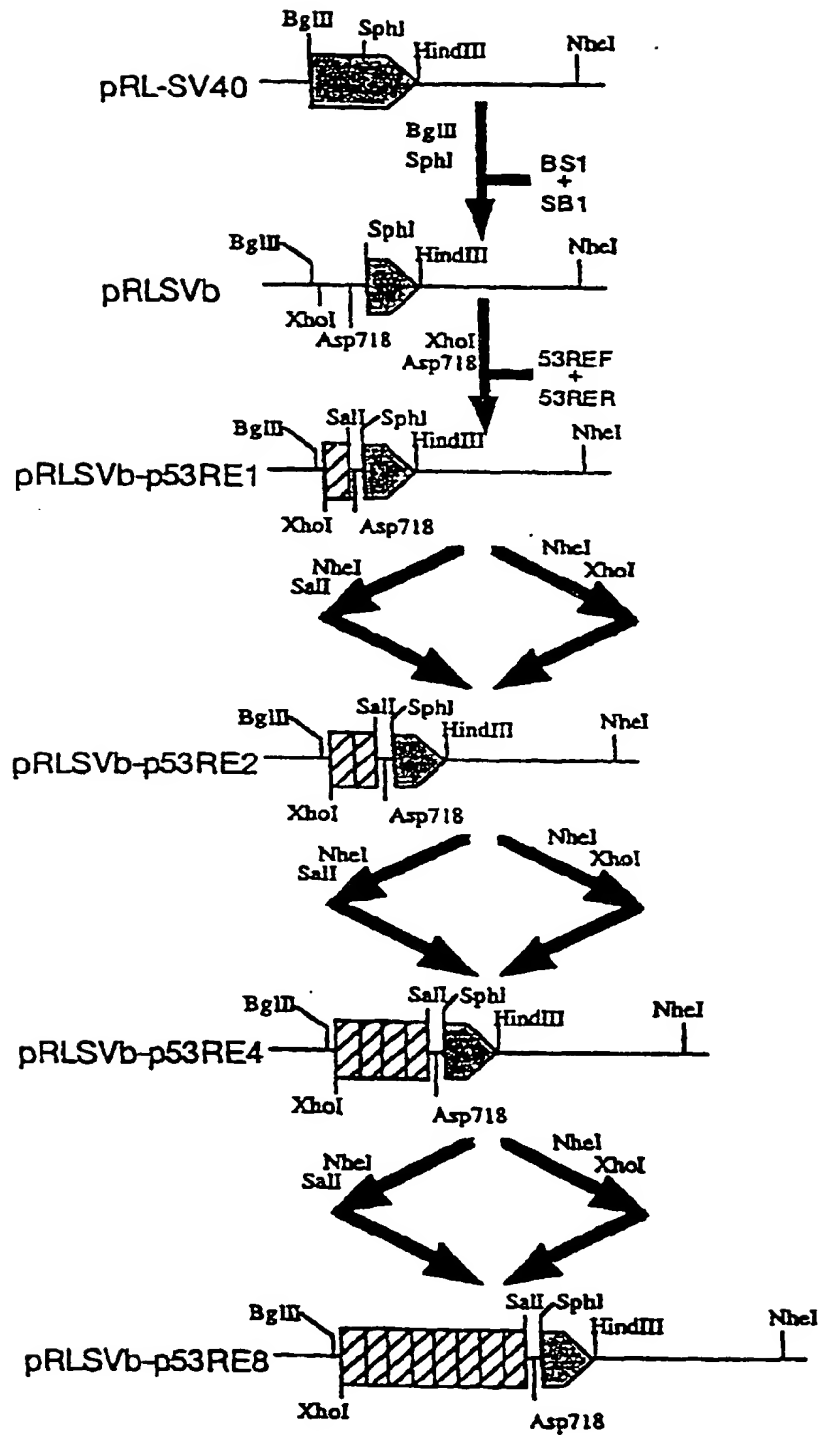 BglII
SphI
HindIII
NheI
pRL-SV40
BglII
SphI
BS1
+
SB1
SphI
BglII
HindIII
NheI
pRLSVb
XhoI
Asp718
XhoI
Asp718
53REF
+
53RER
SalI
SphI
BglII
HindIII
NheI
pRLSVb-p53RE1
XhoI
Asp718
NheI
SalI
NheI
XhoI
SalI
SphI
BglII
HindIII
NheI
pRLSVb-p53RE2
XhoI
Asp718
NheI
SalI
NheI
XhoI
SalI
SphI
BglII
HindIII
NheI
pRLSVb-p53RE4
XhoI
Asp718
NheI
SalI
NheI
XhoI
SalI
SphI
BglII
HindIII
NheI
pRLSVb-p53RE8
XhoI
Asp718